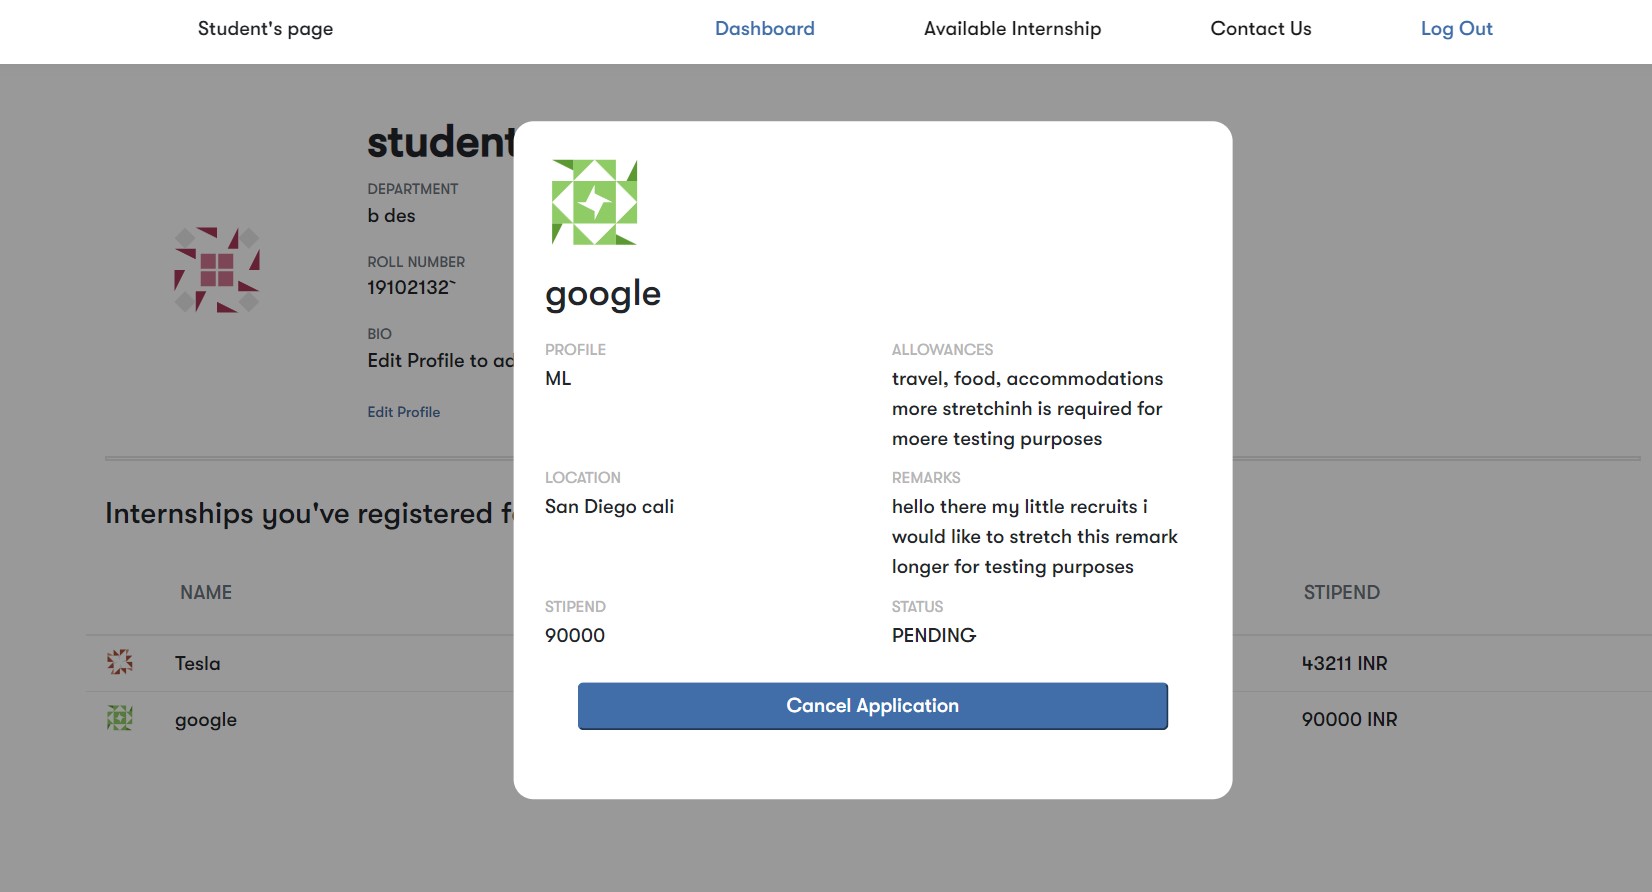 Student's page
Dashboard
Available Internship
Contact Us
Log Out
student
DEPARTMENT
b des
ROLL NUMBER
19102132~
BIO
Edit Profile to ad
Edit Profile
Internships you've registered f
NAME
STIPEND
Tesla
43211 INR
google
90000 INR
google
PROFILE
ML
ALLOWANCES
travel, food, accommodations
more stretchinh is required for
moere testing purposes
LOCATION
San Diego cali
REMARKS
hello there my little recruits i
would like to stretch this remark
longer for testing purposes
STIPEND
90000
STATUS
PENDING
Cancel Application